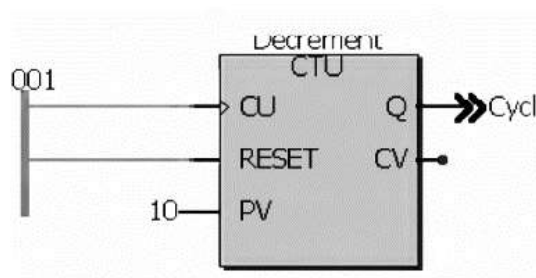 Decrement
CTU
001
CU Q Cycl
RESET CV
10 PV